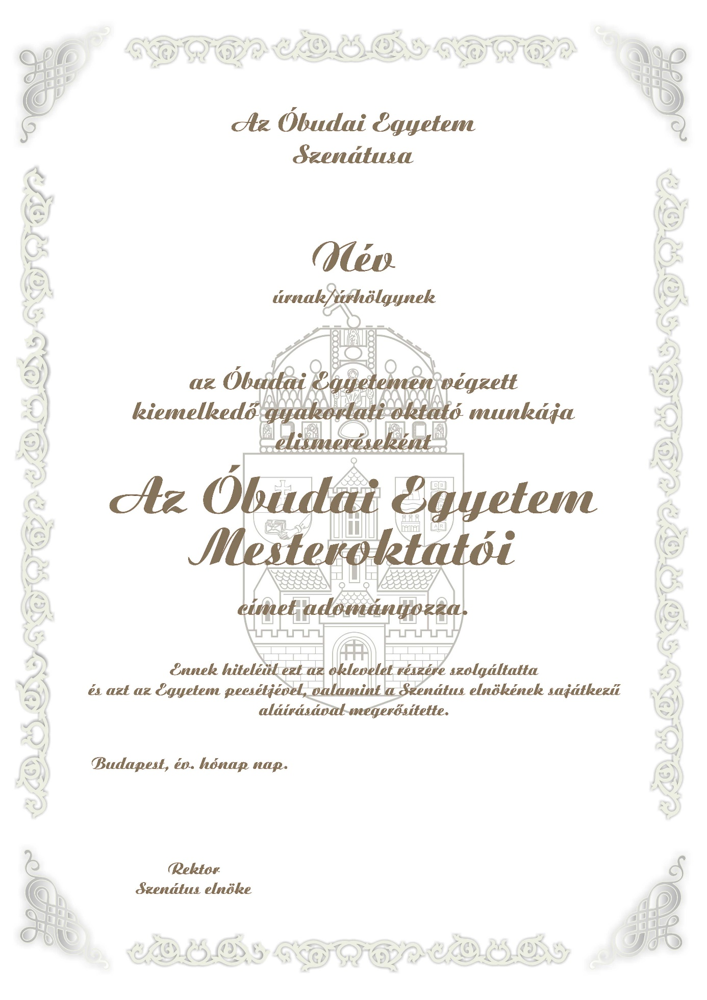 Az Óbudai Egyetem
Szenátusa
Név
úrnak/úrhölgynek
az Óbudai Egyetemen végzett
kiemelkedő gyakorlati oktató munkája
elismeréseként
Az Óbudai Egyetem
Mesteroktatói
címet adományozza.
Ennek hiteléül ezt az oklevelet részére szolgáltatta
és azt az Egyetem pecsétjével, valamint a Szenátus elnökének sajátkezű
aláírásával megerősítette.
Budapest, év. hónap nap.
Rektor
Szenátus elnöke